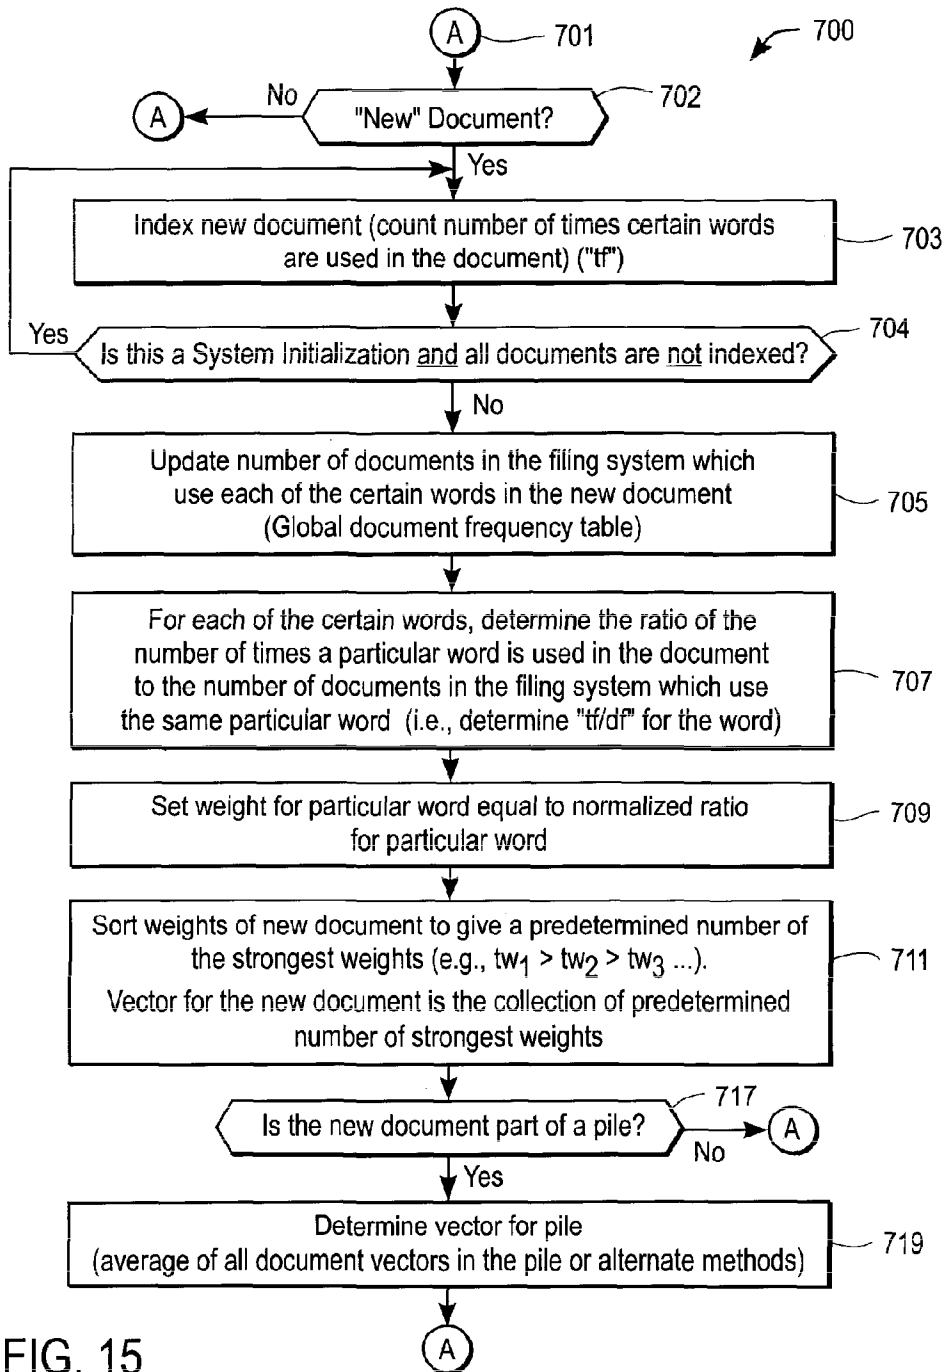 A
701
700
No
702
A
"New" Document?
Yes
Index new document (count number of times certain words
are used in the document) ("tf")
703
Yes
704
Is this a System Initialization and all documents are not indexed?
No
Update number of documents in the filing system which
use each of the certain words in the new document
(Global document frequency table)
705
For each of the certain words, determine the ratio of the
number of times a particular word is used in the document
to the number of documents in the filing system which use
the same particular word (i.e., determine "tf/df" for the word)
707
Set weight for particular word equal to normalized ratio
for particular word
709
Sort weights of new document to give a predetermined number of
the strongest weights (e.g., tw1 > tw2 > tw3 ...).
Vector for the new document is the collection of predetermined
number of strongest weights
711
717
Is the new document part of a pile?
A
No
Yes
Determine vector for pile
(average of all document vectors in the pile or alternate methods)
719
A
FIG. 15